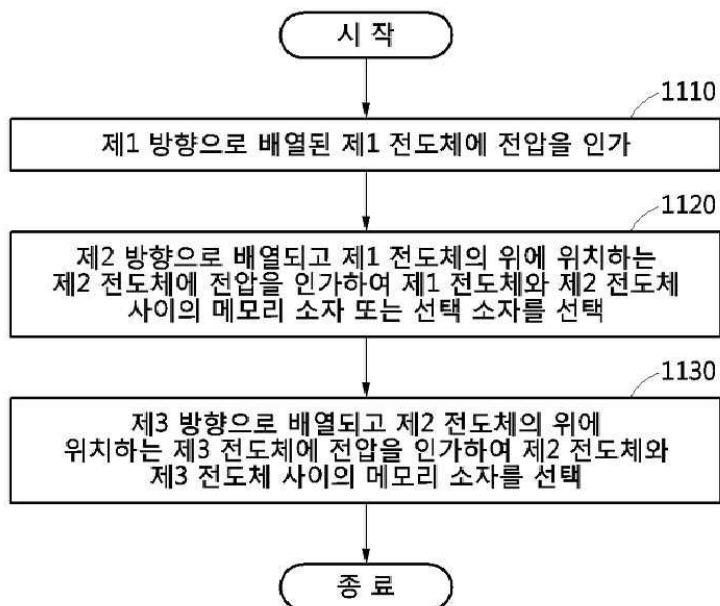 시 작
1110
제1 방향으로 배열된 제1 전도체에 전압을 인가
1120
제2 방향으로 배열되고 제1 전도체의 위에 위치하는
제2 전도체에 전압을 인가하여 제1 전도체와 제2 전도체
사이의 메모리 소자 또는 선택 소자를 선택
1130
제3 방향으로 배열되고 제2 전도체의 위에
위치하는 제3 전도체에 전압을 인가하여 제2 전도체와
제3 전도체 사이의 메모리 소자를 선택
종 료